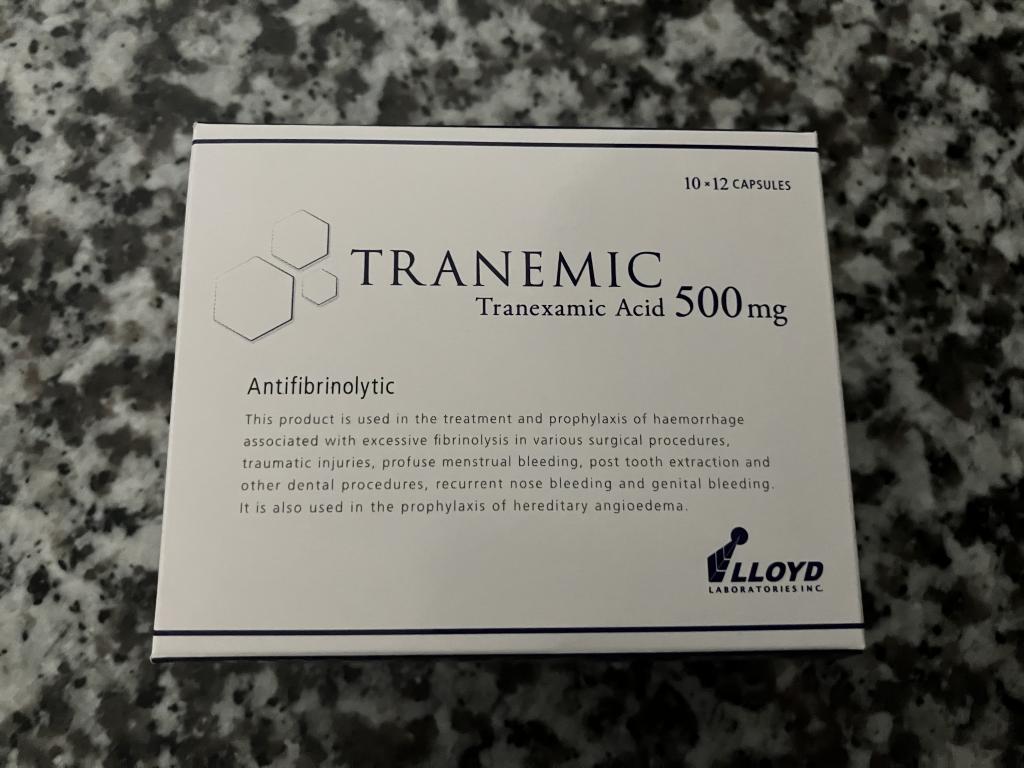 10×12 CAPSULES
TRANEMIC
Tranexamic Acid 500mg
Antifibrinolytic
This product is used in the treatment and prophylaxis of haemorrhage
associated with excessive fibrinolysis in various surgical procedures,
traumatic injuries, profuse menstrual bleeding, post tooth extraction and
other dental procedures, recurrent nose bleeding and genital bleeding.
It is also used in the prophylaxis of hereditary angioedema.
LLOYD
LABORATORIES INC.